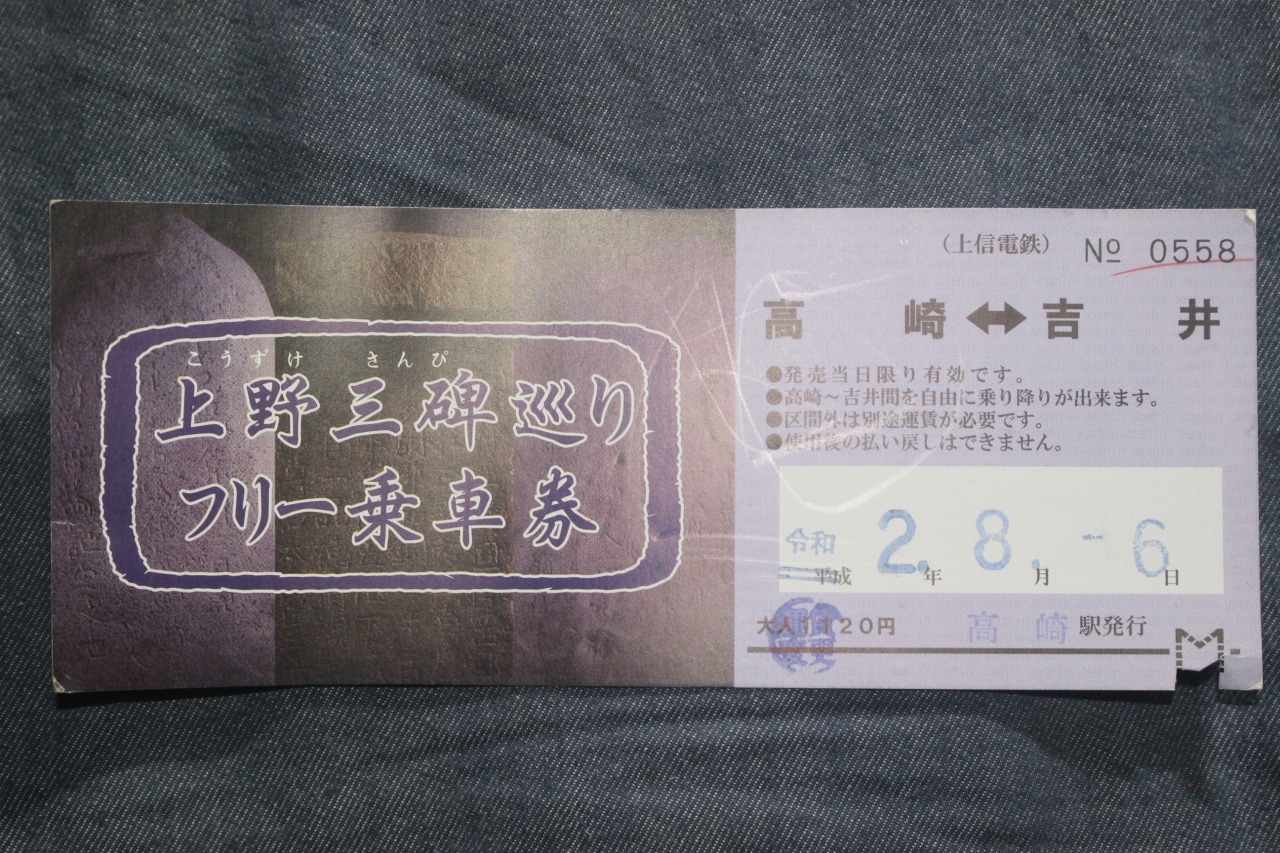 こうずけ さんぴ
上野三碑巡り
フリー乗車券
(上信電鉄) № 0558
高崎↔吉井
●発売当日限り有効です。
●高崎～吉井間を自由に乗り降りが出来ます。
●区間外は別途運賃が必要です。
●使用後の払い戻しはできません。
令和 2. 8. -6
平成 年 月 日
大人1120円 高崎 駅発行